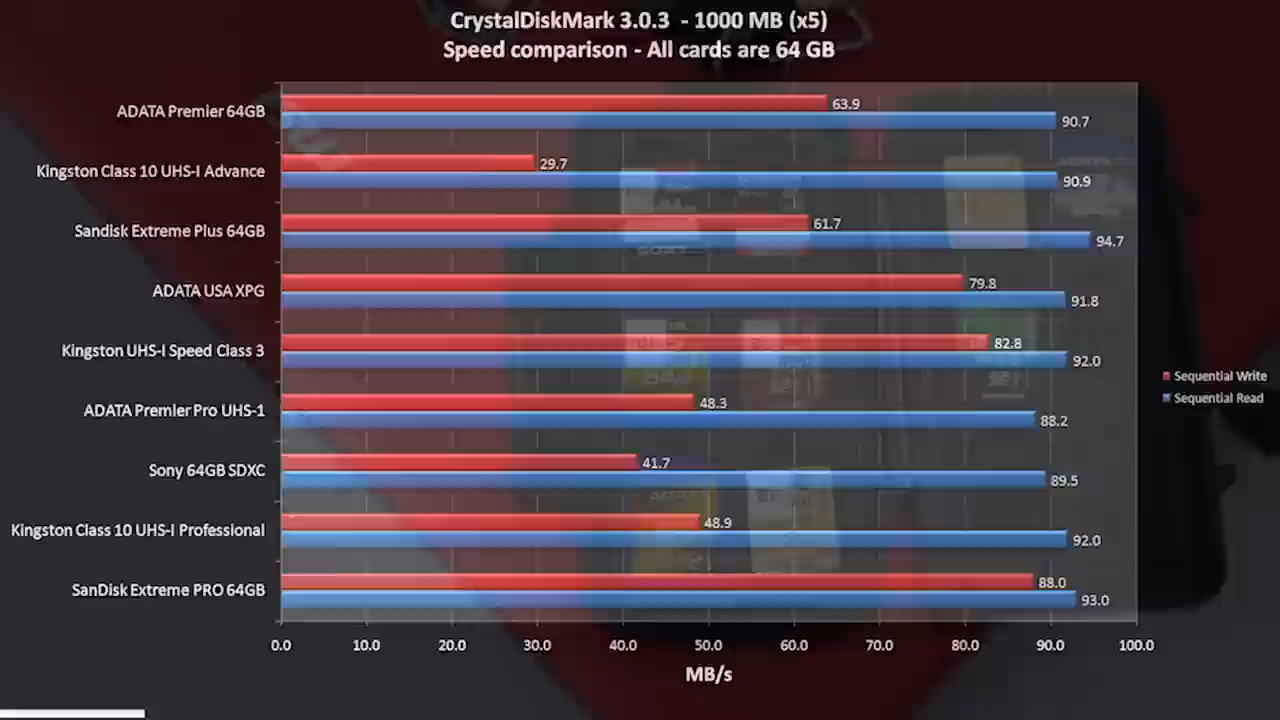 CrystalDiskMark 3.0.3 - 1000 MB (x5)
Speed comparison - All cards are 64 GB
ADATA Premier 64GB
63.9
90.7
Kingston Class 10 UHS-I Advance
29.7
90.9
Sandisk Extreme Plus 64GB
61.7
94.7
ADATA USA XPG
79.8
91.8
Kingston UHS-I Speed Class 3
82.8
92.0
ADATA Premier Pro UHS-1
48.3
88.2
Sony 64GB SDXC
41.7
89.5
Kingston Class 10 UHS-I Professional
48.9
92.0
SanDisk Extreme PRO 64GB
88.0
93.0
Sequential Write
Sequential Read
0.0 10.0 20.0 30.0 40.0 50.0 60.0 70.0 80.0 90.0 100.0
MB/s